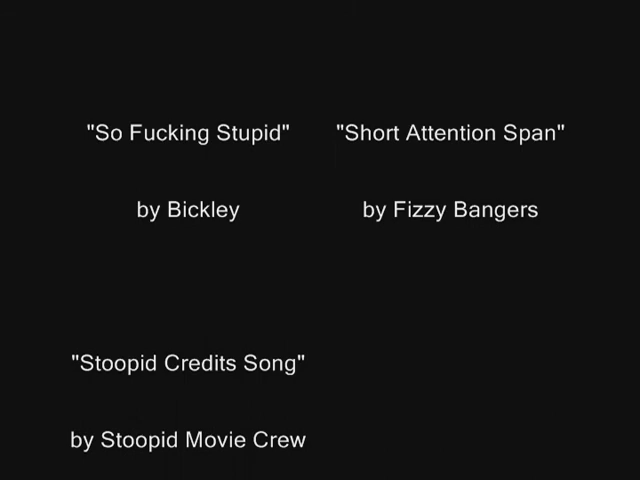 "So Fucking Stupid"
by Bickley
"Short Attention Span"
by Fizzy Bangers
"Stoopid Credits Song"
by Stoopid Movie Crew